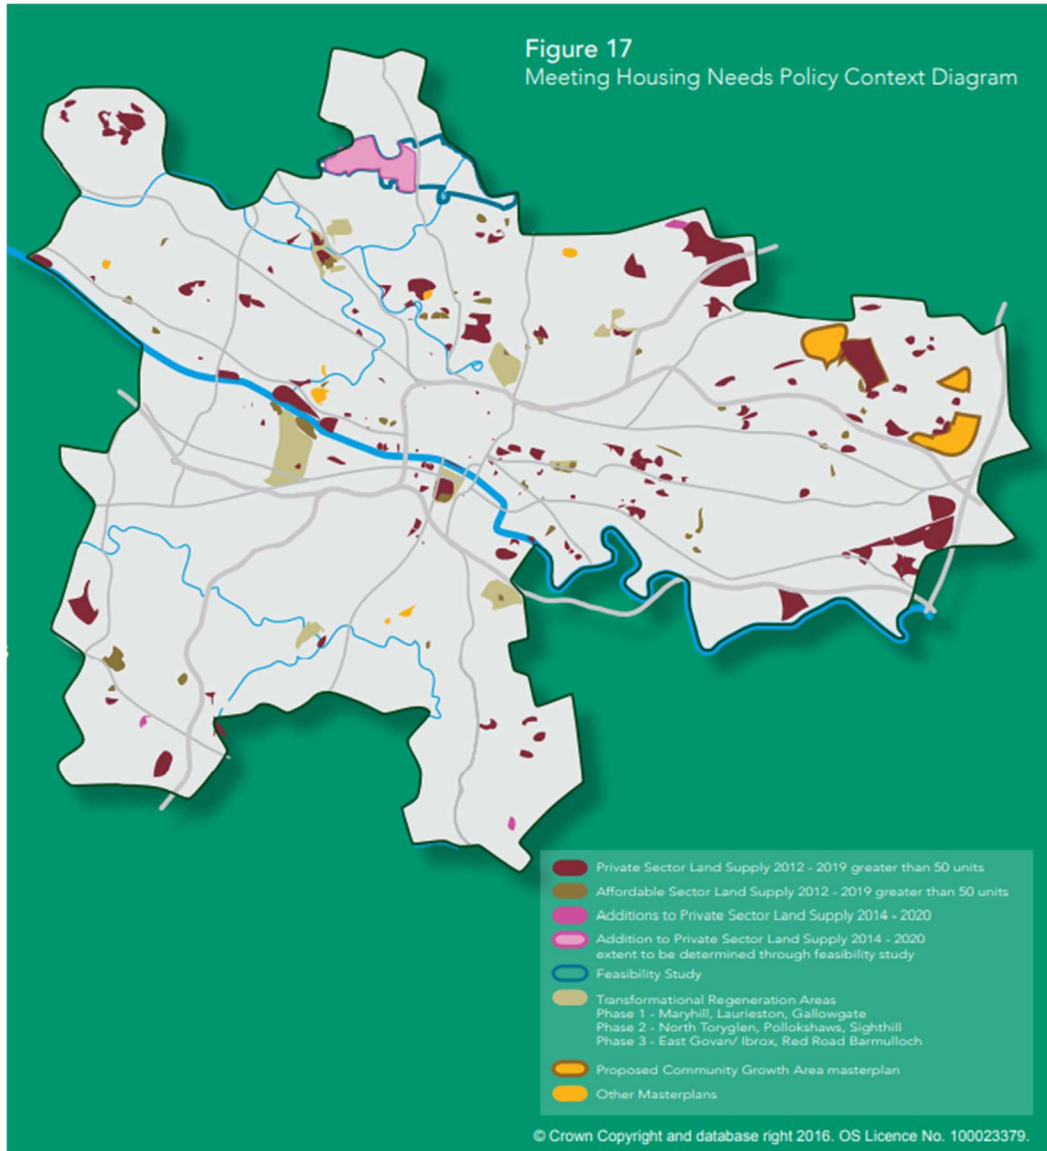 Figure 17
Meeting Housing Needs Policy Context Diagram
Private Sector Land Supply 2012 - 2019 greater than 50 units
Affordable Sector Land Supply 2012 - 2019 greater than 50 units
Additions to Private Sector Land Supply 2014 - 2020
Addition to Private Sector Land Supply 2014 - 2020
extent to be determined through feasibility study
Feasibility Study
Transformational Regeneration Areas
Phase 1 - Maryhill, Laurieston, Gallowgate
Phase 2 - North Toryglen, Pollokshaws, Sighthill
Phase 3 - East Govan/ Ibrox, Red Road Barmulloch
Proposed Community Growth Area masterplan
Other Masterplans
© Crown Copyright and database right 2016. OS Licence No. 100023379.